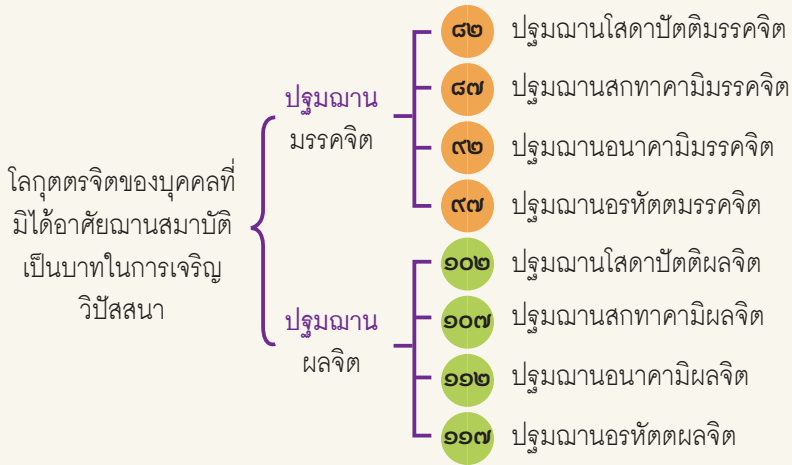 โลกุตตรจิตของบุคคลที่
มิได้อาศัยฌานสมาบัติ
เป็นบาทในการเจริญ
วิปัสสนา
ปฐมฌาน
มรรคจิต
๘๒ ปฐมฌานโสดาปัตติมรรคจิต
๘๗ ปฐมฌานสกทาคามิมรรคจิต
๙๒ ปฐมฌานอนาคามิมรรคจิต
๙๗ ปฐมฌานอรหัตตมรรคจิต
ปฐมฌาน
ผลจิต
๑๐๒ ปฐมฌานโสดาปัตติผลจิต
๑๐๗ ปฐมฌานสกทาคามิผลจิต
๑๑๒ ปฐมฌานอนาคามิผลจิต
๑๑๗ ปฐมฌานอรหัตตผลจิต